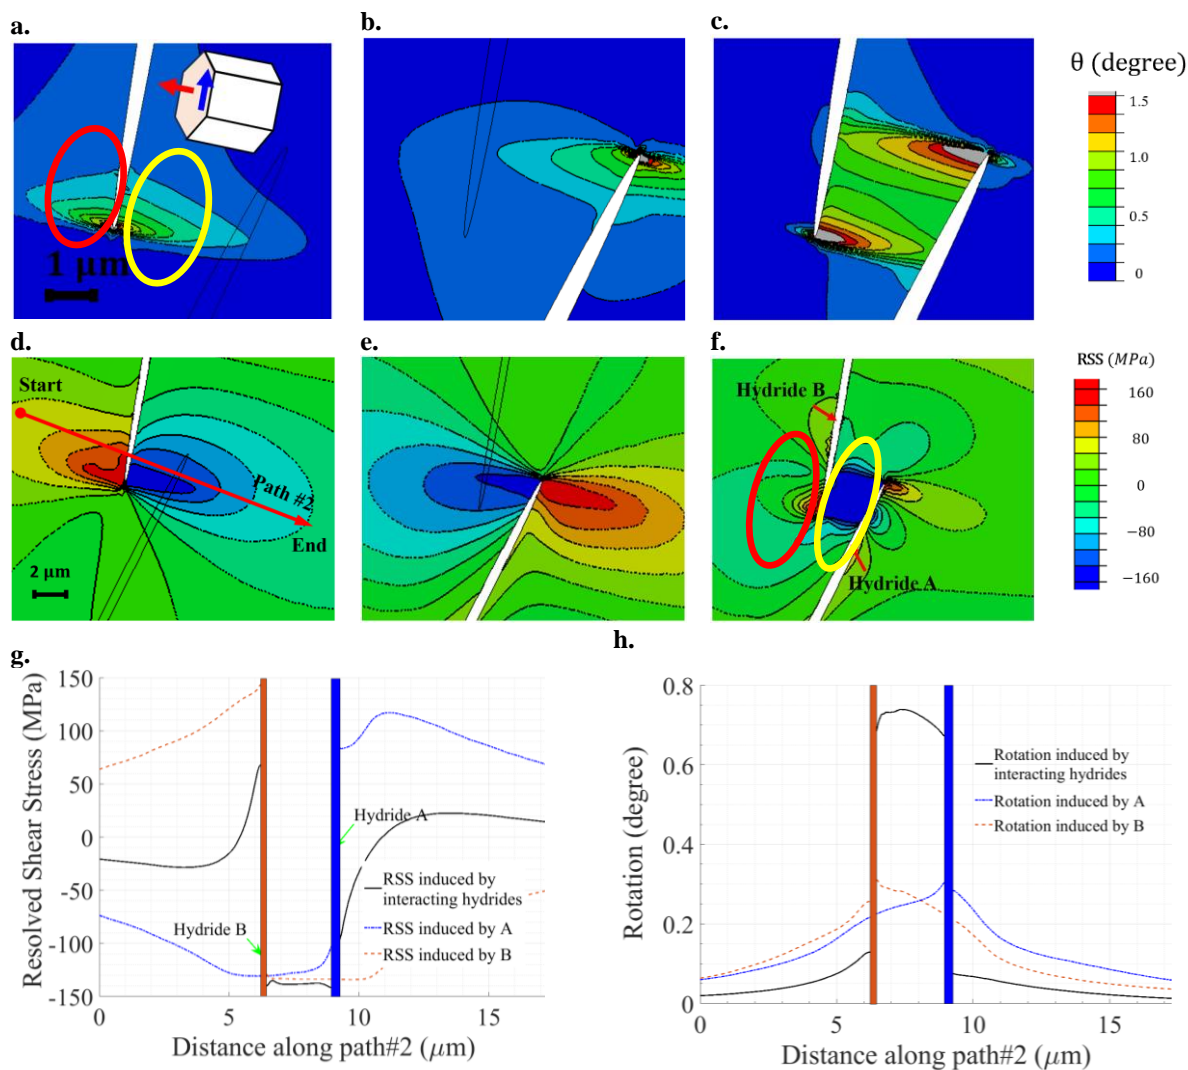 a.
b.
c.
1 μm
θ (degree)
1.5
1.0
0.5
0
d.
e.
f.
Start
Path #2
End
2 μm
Hydride B
Hydride A
RSS (MPa)
160
80
0
−80
−160
g.
Resolved Shear Stress (MPa)
150
100
50
0
-50
-100
-150
Hydride A
Hydride B
RSS induced by
interacting hydrides
RSS induced by A
RSS induced by B
0
5
10
15
Distance along path#2 (μm)
h.
Rotation (degree)
0.8
0.6
0.4
0.2
0
Rotation induced by
interacting hydrides
Rotation induced by A
Rotation induced by B
0
5
10
15
Distance along path#2 (μm)